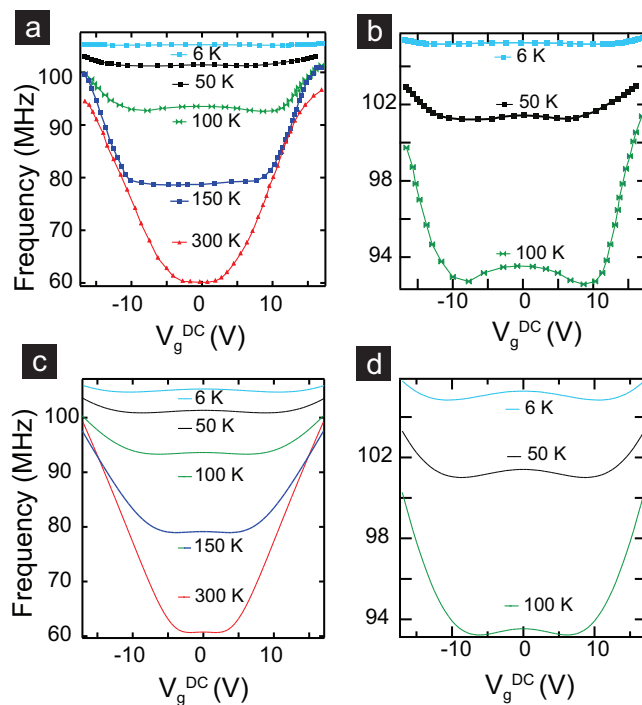 a
Frequency (MHz)
100
90
80
70
60
6 K
50 K
100 K
150 K
300 K
-10
0
10
V_g^DC (V)
b
102
98
94
6 K
50 K
100 K
-10
0
10
V_g^DC (V)
c
Frequency (MHz)
100
90
80
70
60
6 K
50 K
100 K
150 K
300 K
-10
0
10
V_g^DC (V)
d
102
98
94
6 K
50 K
100 K
-10
0
10
V_g^DC (V)